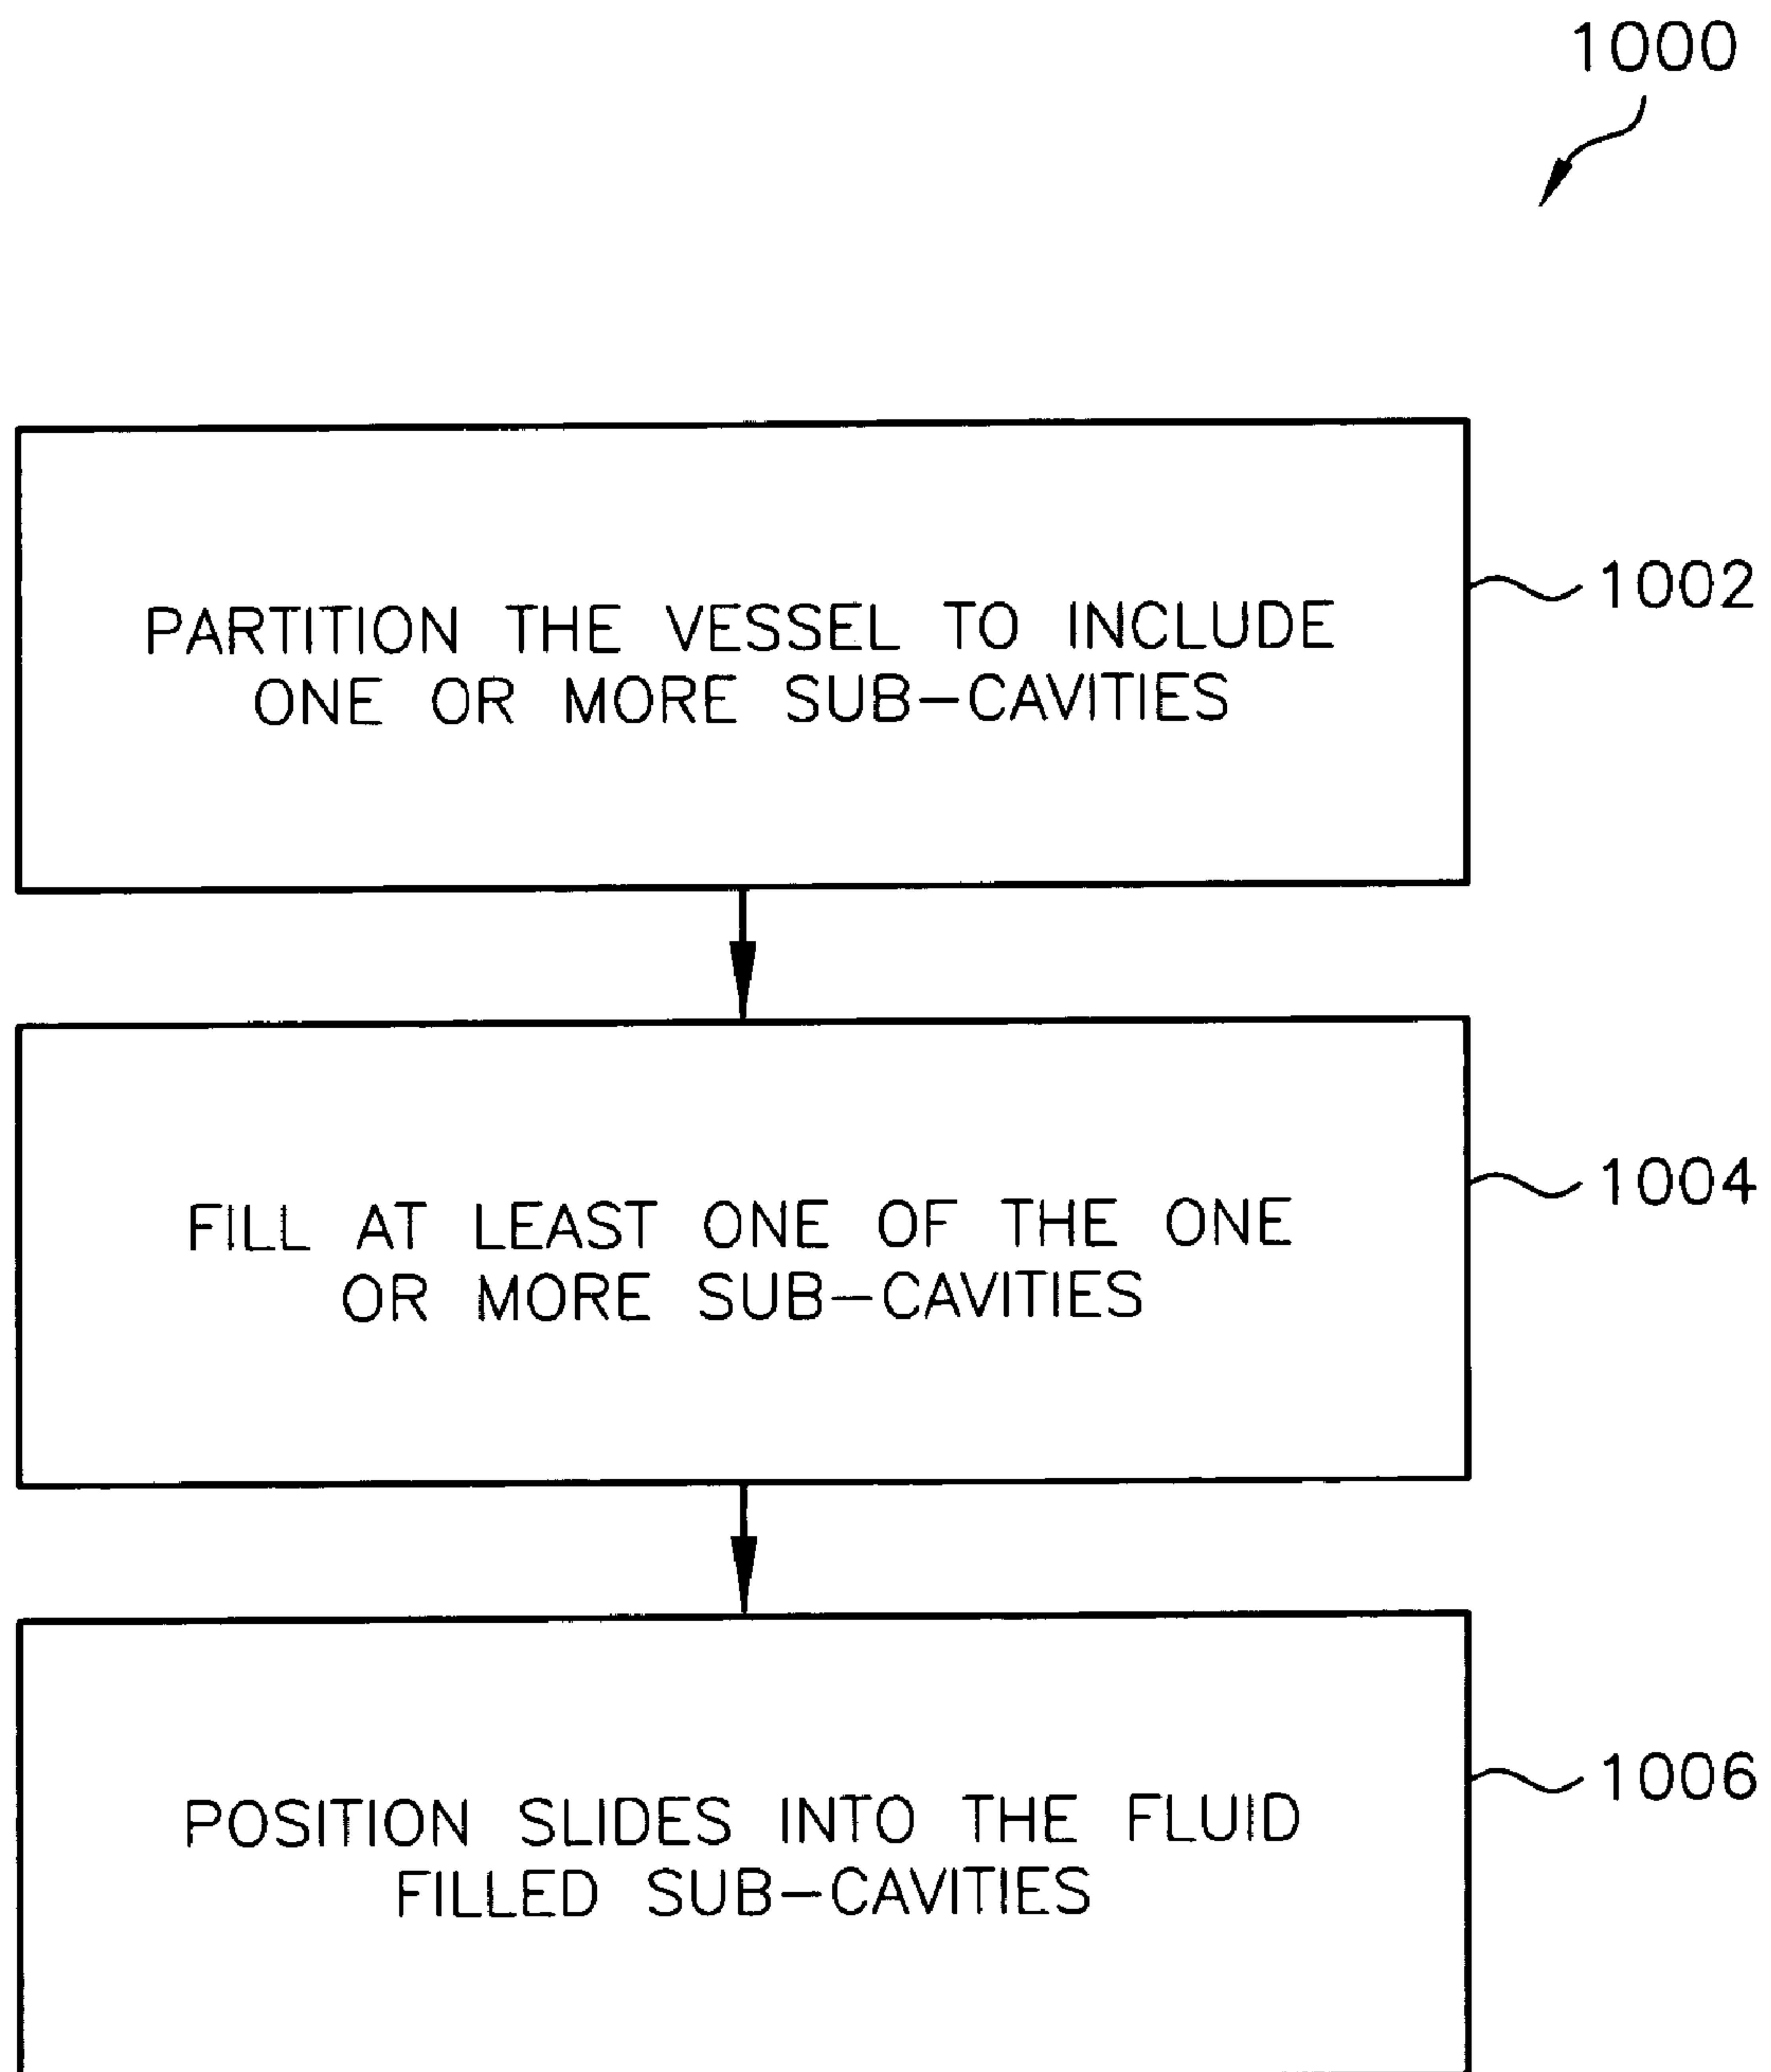 1000
PARTITION THE VESSEL TO INCLUDE
ONE OR MORE SUB-CAVITIES
1002
FILL AT LEAST ONE OF THE ONE
OR MORE SUB-CAVITIES
1004
POSITION SLIDES INTO THE FLUID
FILLED SUB-CAVITIES
1006